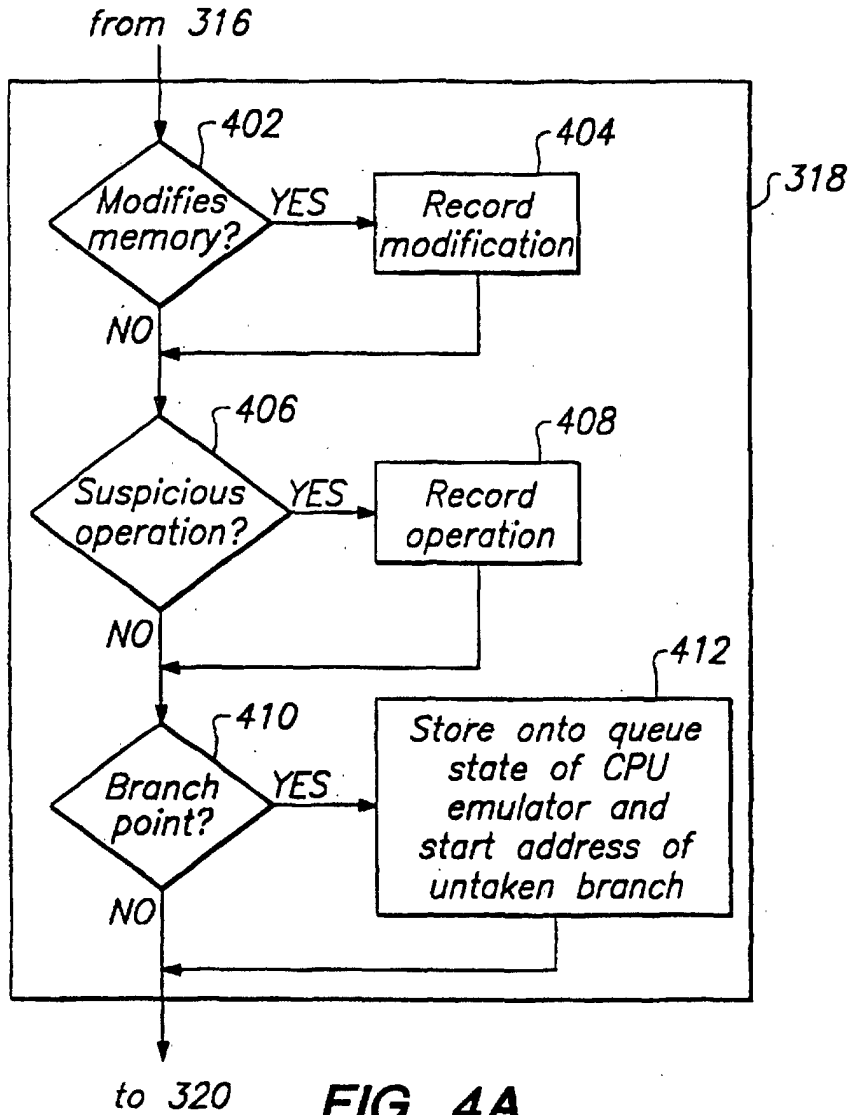 from 316
402
Modifies
memory?
YES
404
Record
modification
318
NO
406
Suspicious
operation?
YES
408
Record
operation
NO
410
Branch
point?
YES
412
Store onto queue
state of CPU
emulator and
start address of
untaken branch
NO
to 320
FIG. 4A